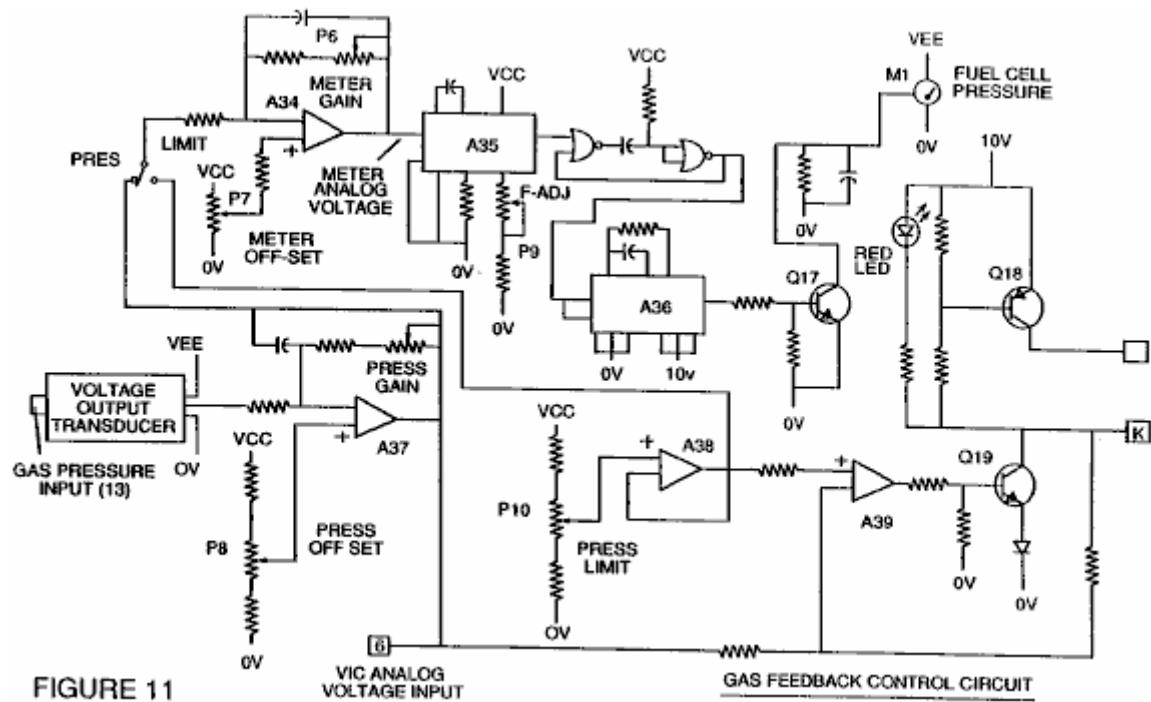 P6
METER
GAIN
A34
LIMIT
PRES
VCC
P7
0V
METER
OFF-SET
METER
ANALOG
VOLTAGE
VCC
A35
F-ADJ
P9
0V
0V
VCC
A36
0V
10v
Q17
0V
0V
VEE
M1
FUEL CELL
PRESSURE
0V
10V
RED
LED
Q18
VEE
VOLTAGE
OUTPUT
TRANSDUCER
OV
GAS PRESSURE
INPUT (13)
PRESS
GAIN
+
+
A37
VCC
P8
PRESS
OFF SET
0V
VCC
P10
PRESS
LIMIT
OV
+
A38
+
A39
Q19
0V
0V
K
6
VIC ANALOG
VOLTAGE INPUT
FIGURE 11
GAS FEEDBACK CONTROL CIRCUIT